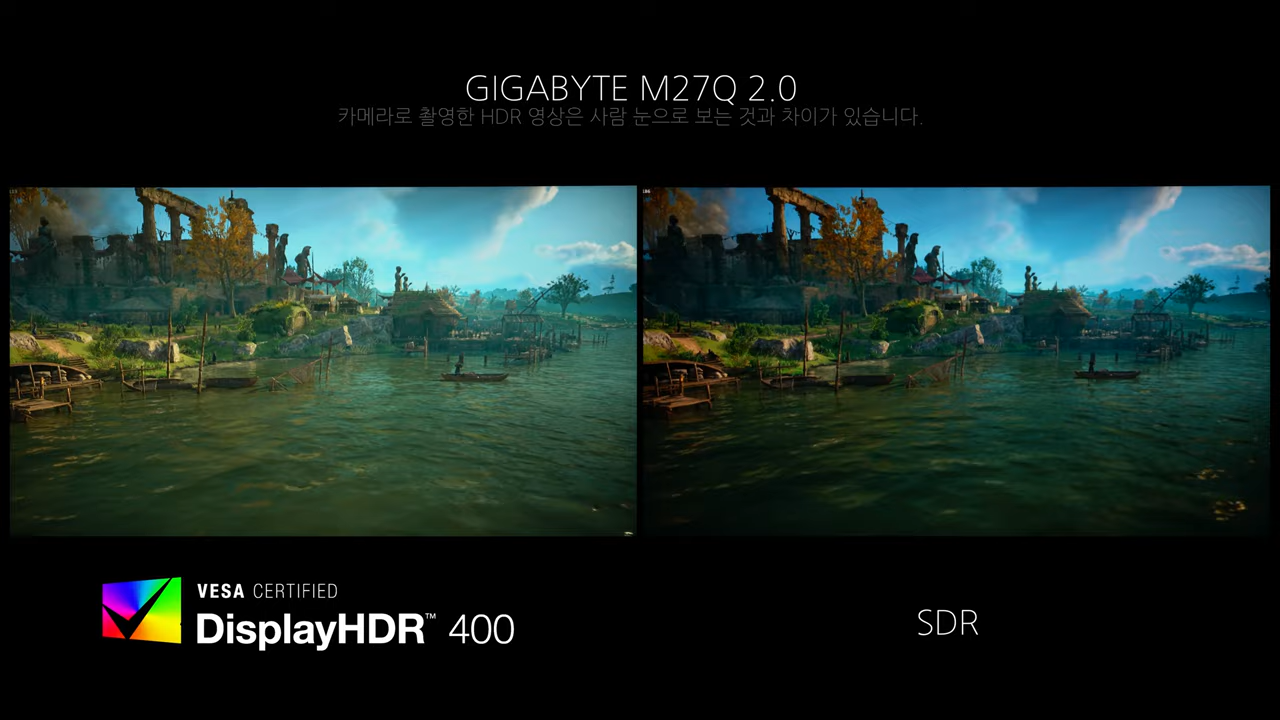 GIGABYTE M27Q 2.0
카메라로 촬영한 HDR 영상은 사람 눈으로 보는 것과 차이가 있습니다.
VESA CERTIFIED
DisplayHDR™ 400
SDR